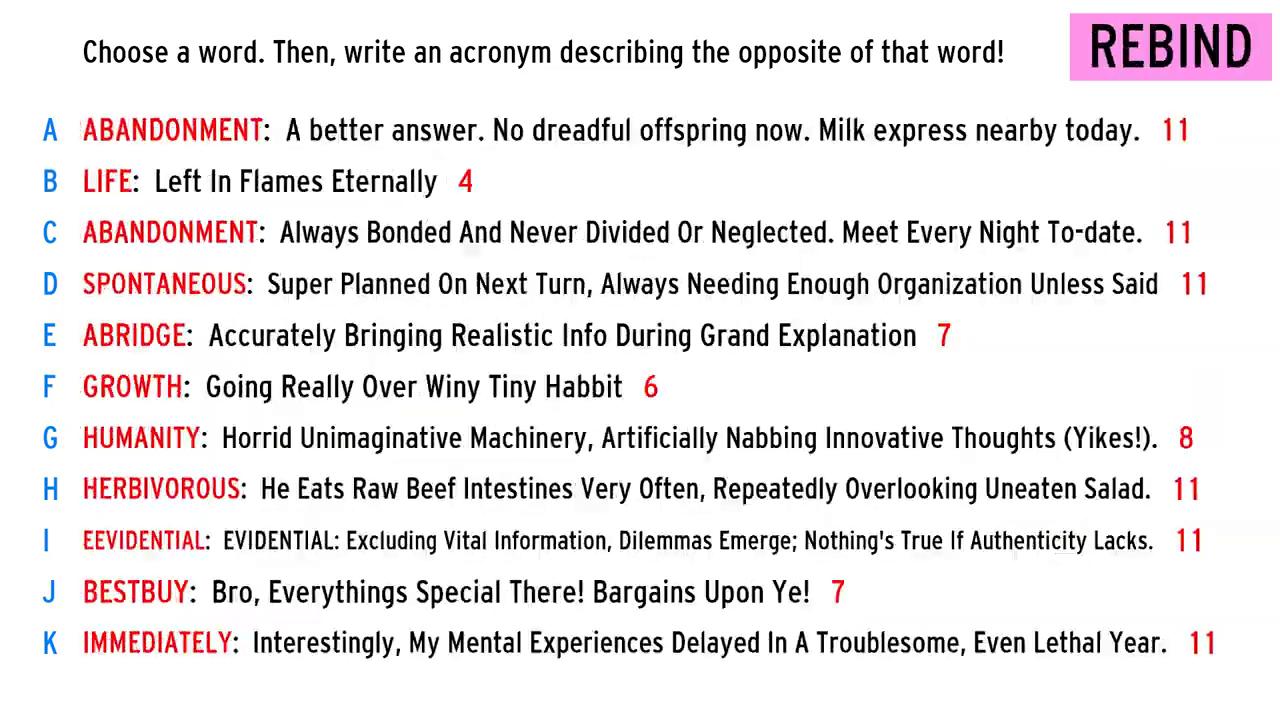 Choose a word. Then, write an acronym describing the opposite of that word!
REBIND
A ABANDONMENT: A better answer. No dreadful offspring now. Milk express nearby today. 11
B LIFE: Left In Flames Eternally 4
C ABANDONMENT: Always Bonded And Never Divided Or Neglected. Meet Every Night To-date. 11
D SPONTANEOUS: Super Planned On Next Turn, Always Needing Enough Organization Unless Said 11
E ABRIDGE: Accurately Bringing Realistic Info During Grand Explanation 7
F GROWTH: Going Really Over Winy Tiny Habbit 6
G HUMANITY: Horrid Unimaginative Machinery, Artificially Nabbing Innovative Thoughts (Yikes!). 8
H HERBIVOROUS: He Eats Raw Beef Intestines Very Often, Repeatedly Overlooking Uneaten Salad. 11
I EEVIDENTIAL: EVIDENTIAL: Excluding Vital Information, Dilemmas Emerge; Nothing's True If Authenticity Lacks. 11
J BESTBUY: Bro, Everythings Special There! Bargains Upon Ye! 7
K IMMEDIATELY: Interestingly, My Mental Experiences Delayed In A Troublesome, Even Lethal Year. 11